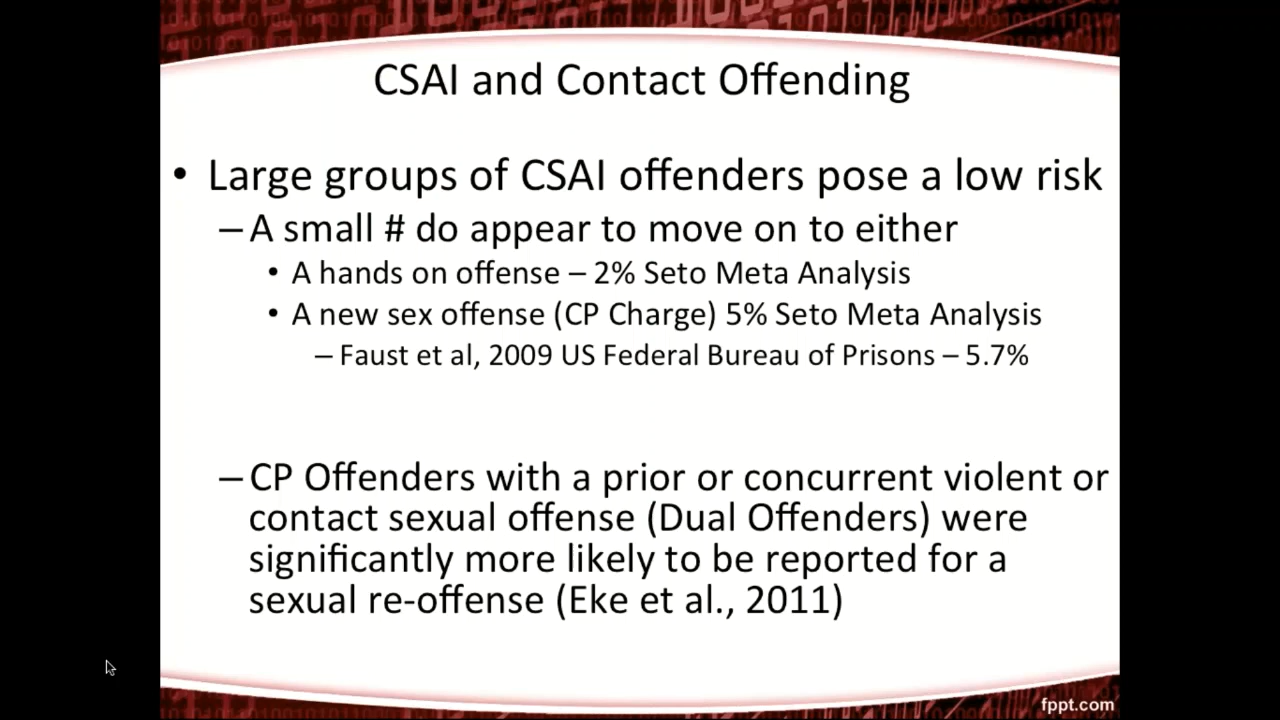 CSAI and Contact Offending
• Large groups of CSAI offenders pose a low risk
– A small # do appear to move on to either
• A hands on offense – 2% Seto Meta Analysis
• A new sex offense (CP Charge) 5% Seto Meta Analysis
– Faust et al, 2009 US Federal Bureau of Prisons – 5.7%
– CP Offenders with a prior or concurrent violent or
contact sexual offense (Dual Offenders) were
significantly more likely to be reported for a
sexual re-offense (Eke et al., 2011)
fppt.com